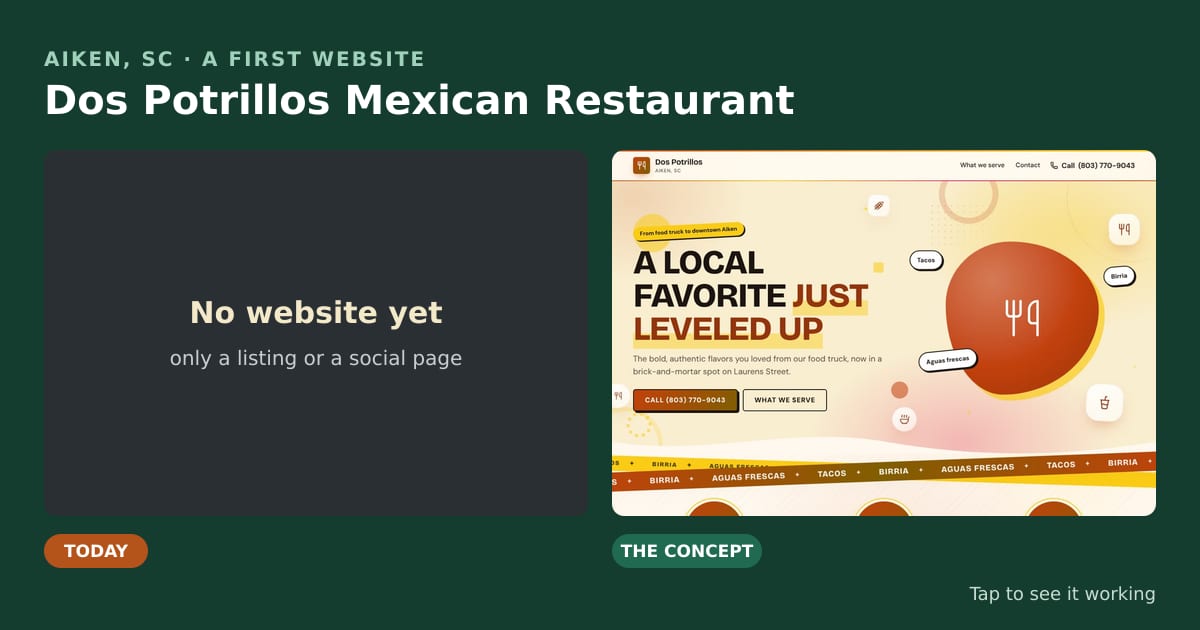 AIKEN, SC · A FIRST WEBSITE
Dos Potrillos Mexican Restaurant
No website yet
only a listing or a social page
TODAY
Dos Potrillos
AIKEN, SC
What we serve
Contact
Call (803) 770-9043
From food truck to downtown Aiken
A LOCAL
FAVORITE JUST
LEVELED UP
The bold, authentic flavors you loved from our food truck, now in a
brick-and-mortar spot on Laurens Street.
CALL (803) 770-9043
WHAT WE SERVE
Tacos
Birria
Aguas frescas
OS + BIRRIA + AGUAS FRESCAS
S + BIRRIA + AGUAS FRESCAS + TACOS + BIRRIA + AGUAS FRESCAS + TACOS + BIRRIA +
THE CONCEPT
Tap to see it working